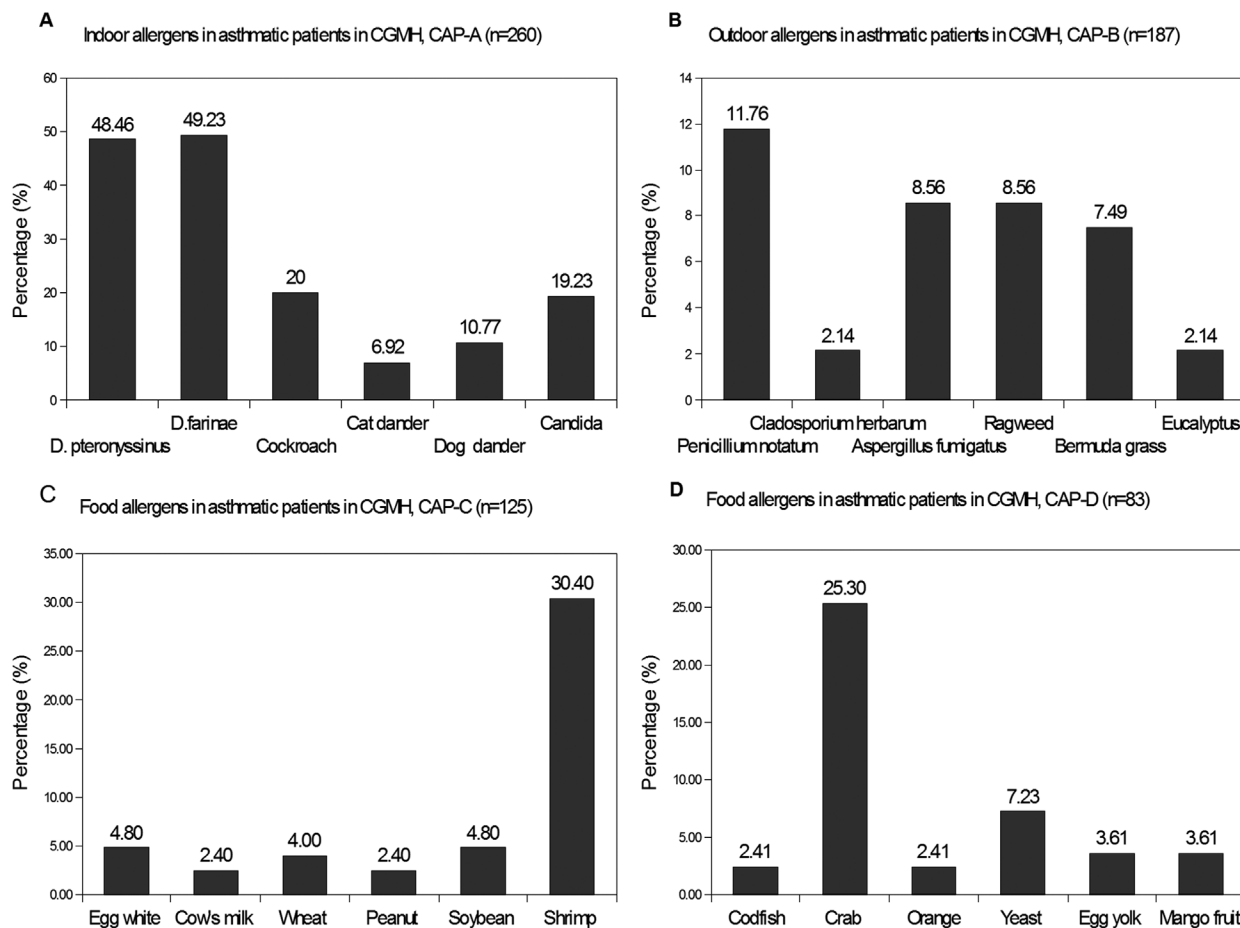 A
Indoor allergens in asthmatic patients in CGMH, CAP-A (n=260)
Percentage (%)
60
50
40
30
20
10
0
48.46
49.23
20
6.92
10.77
19.23
D. pteronyssinus
D.farinae
Cockroach
Cat dander
Dog dander
Candida
B
Outdoor allergens in asthmatic patients in CGMH, CAP-B (n=187)
Percentage (%)
14
12
10
8
6
4
2
0
11.76
2.14
8.56
8.56
7.49
2.14
Penicillium notatum
Cladosporium herbarum
Aspergillus fumigatus
Ragweed
Bermuda grass
Eucalyptus
C
Food allergens in asthmatic patients in CGMH, CAP-C (n=125)
Percentage (%)
35.00
30.00
25.00
20.00
15.00
10.00
5.00
0.00
4.80
2.40
4.00
2.40
4.80
30.40
Egg white
Cow's milk
Wheat
Peanut
Soybean
Shrimp
D
Food allergens in asthmatic patients in CGMH, CAP-D (n=83)
Percentage (%)
30.00
25.00
20.00
15.00
10.00
5.00
0.00
2.41
25.30
2.41
7.23
3.61
3.61
Codfish
Crab
Orange
Yeast
Egg yolk
Mango fruit